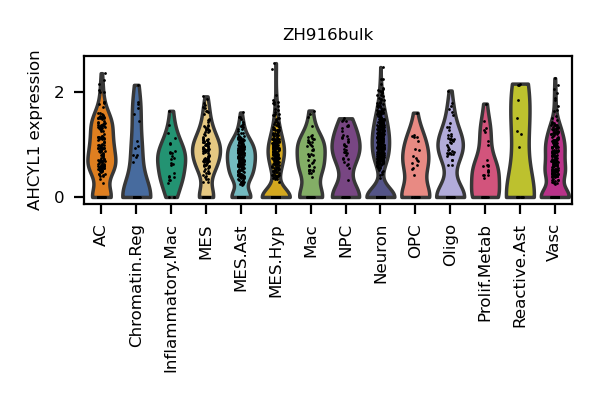 ZH916bulk
AHCYL1 expression
2
0
AC
Chromatin.Reg
Inflammatory.Mac
MES
MES.Ast
MES.Hyp
Mac
NPC
Neuron
OPC
Oligo
Prolif.Metab
Reactive.Ast
Vasc